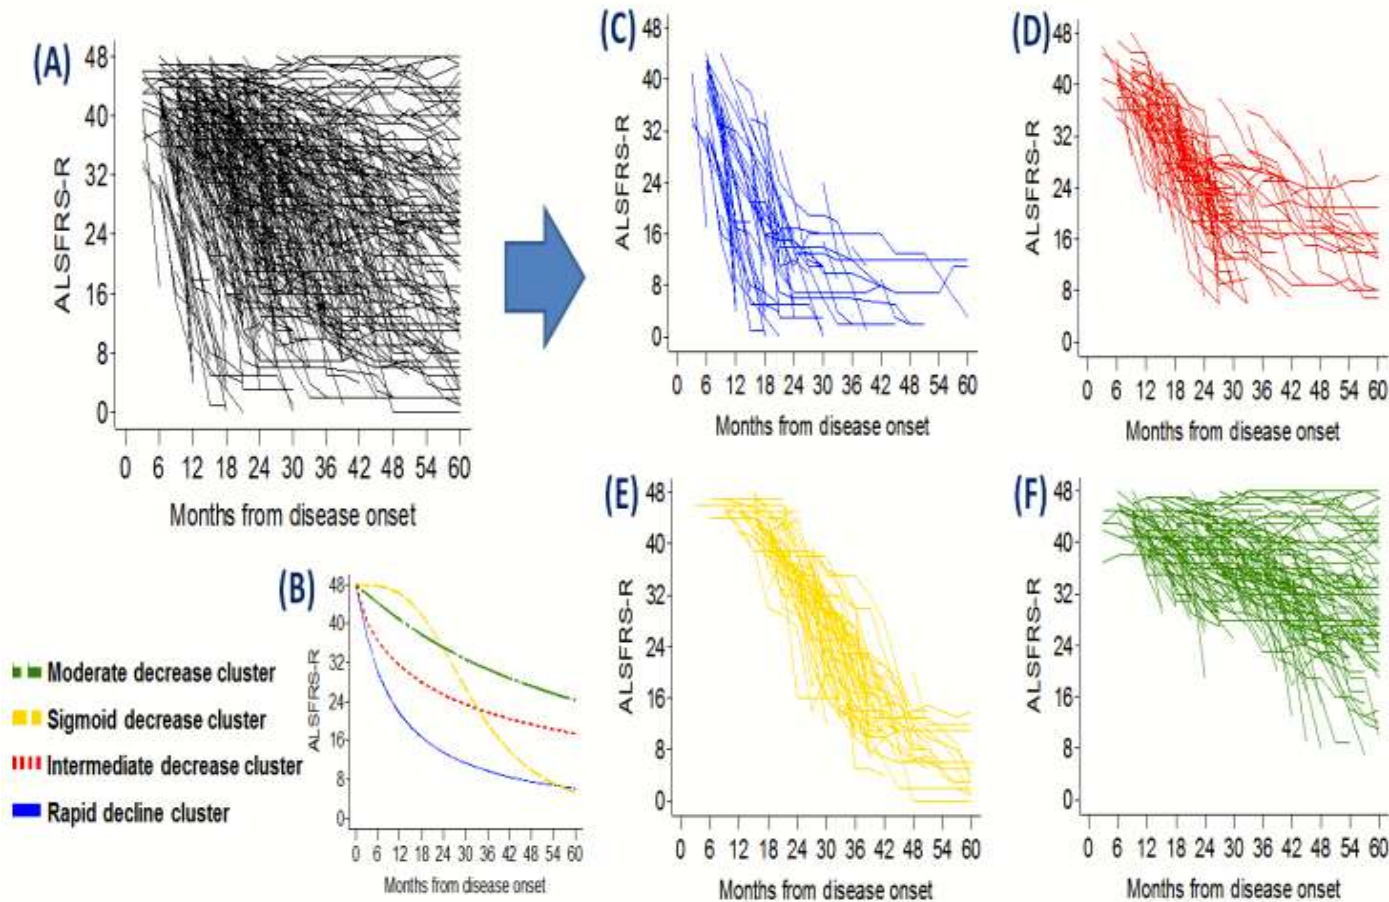 (A)
ALSFRS-R
48
40
32
24
16
8
0
0 6 12 18 24 30 36 42 48 54 60
Months from disease onset
(C)
ALSFRS-R
48
40
32
24
16
8
0
0 6 12 18 24 30 36 42 48 54 60
Months from disease onset
(D)
ALSFRS-R
48
40
32
24
16
8
0
0 6 12 18 24 30 36 42 48 54 60
Months from disease onset
(B)
ALSFRS-R
48
40
32
24
16
8
0
0 6 12 18 24 30 36 42 48 54 60
Months from disease onset
Moderate decrease cluster
Sigmoid decrease cluster
Intermediate decrease cluster
Rapid decline cluster
(E)
ALSFRS-R
48
40
32
24
16
8
0
0 6 12 18 24 30 36 42 48 54 60
Months from disease onset
(F)
ALSFRS-R
48
40
32
24
16
8
0
0 6 12 18 24 30 36 42 48 54 60
Months from disease onset